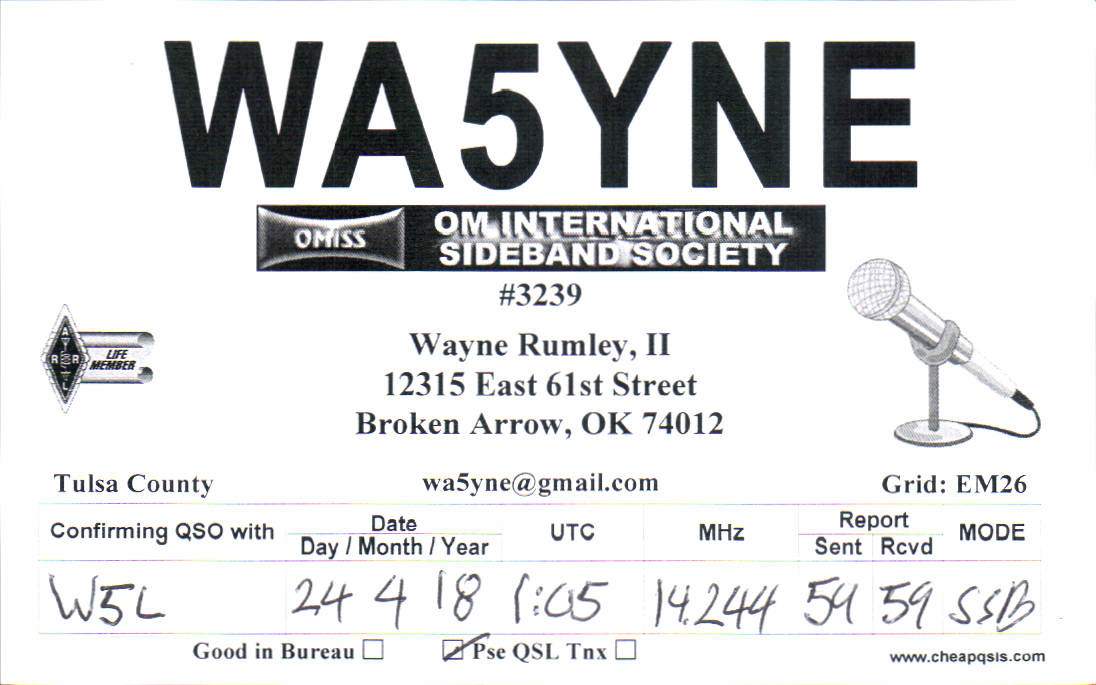 WA5YNE
OMISS
OM INTERNATIONAL
SIDEBAND SOCIETY
#3239
ARRL
LIFE
MEMBER
Wayne Rumley, II
12315 East 61st Street
Broken Arrow, OK 74012
Tulsa County wa5yne@gmail.com Grid: EM26
Confirming QSO with Date Day / Month / Year UTC MHz Report Sent Rcvd MODE
W5L 24 4 18 1:05 14.244 59 59 SSB
Good in Bureau Pse QSL Tnx www.cheapqsls.com